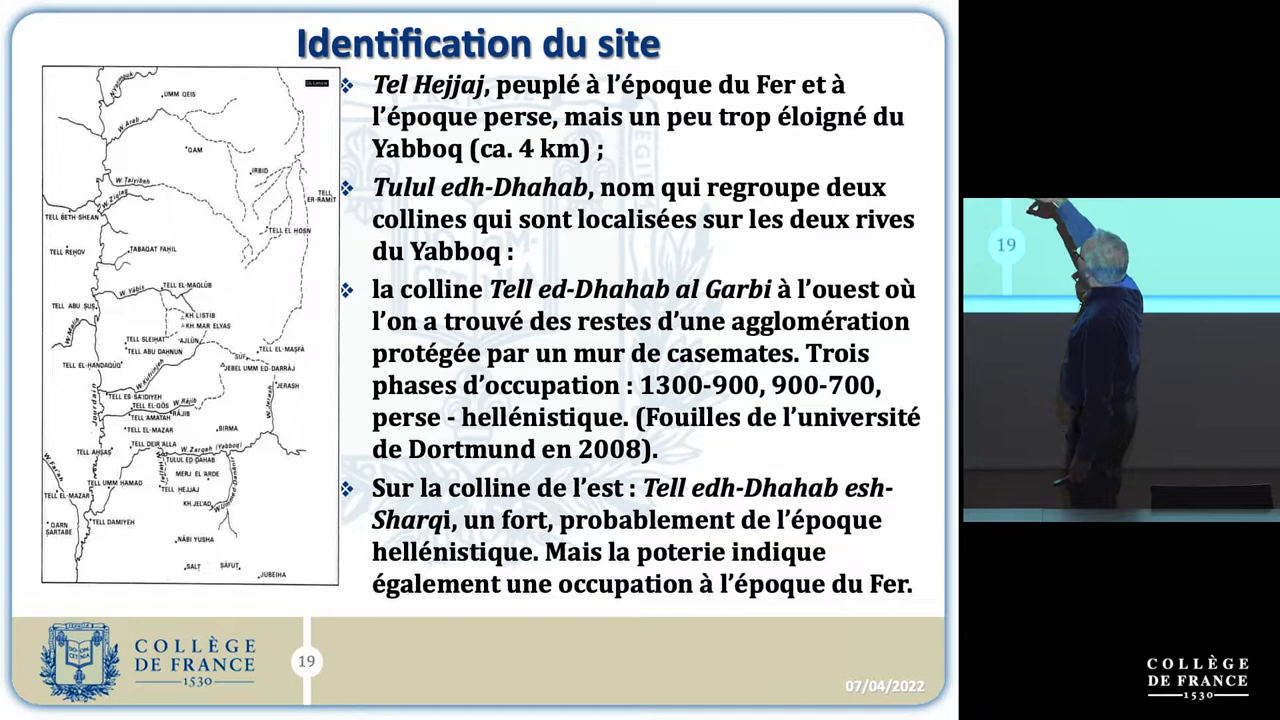 Identification du site
Tel Hejjaj, peuplé à l'époque du Fer et à
l'époque perse, mais un peu trop éloigné du
Yabboq (ca. 4 km) ;
Tulul edh-Dhahab, nom qui regroupe deux
collines qui sont localisées sur les deux rives
du Yabboq :
la colline Tell ed-Dhahab al Garbi à l'ouest où
l'on a trouvé des restes d'une agglomération
protégée par un mur de casemates. Trois
phases d'occupation : 1300-900, 900-700,
perse - hellénistique. (Fouilles de l'université
de Dortmund en 2008).
Sur la colline de l'est : Tell edh-Dhahab esh-
Sharqi, un fort, probablement de l'époque
hellénistique. Mais la poterie indique
également une occupation à l'époque du Fer.
UMM QEIS
W. Arab
QAM
IRBID
W. Taiyibeh
W. Ziqlab
TELL
ER-RAMIT
TELL BETH-SHEAN
TELL EL HOSN
TELL REHOV
TABAQAT FAHIL
W. Yabis
TELL EL-MAQLUB
TELL ABU SUS
KH LISTIB
KH MAR ELYAS
TELL SLEIHAT
AJLUN
TELL ABU DAHNUN
SUF
TELL EL-MASFA
TELL EL-HANDAQUQ
JEBEL UMM ED-DARRAJ
W. Kufrinjeh
JERASH
TELL ES-SA'IDIYEH
W. Rajib
TELL EL-QOS
RAJIB
TELL AMATAH
W. Jerash
Jourdain
TELL EL-MAZAR
BIRMA
TELL DEIR 'ALLA
W. Zarqah (Yabboq)
TELL AHSAS
TULUL ED-DAHAB
MERJ EL ARDE
TELL UMM HAMAD
TELL HEJJAJ
TELL EL-MAZAR
KH. JEL'AD
QARN
SARTABE
TELL DAMIYEH
NABI YUSHA
SALT
SAFUT
JUBEIHA
COLLÈGE
DE FRANCE
1530
19
07/04/2022
19
COLLÈGE
DE FRANCE
1530